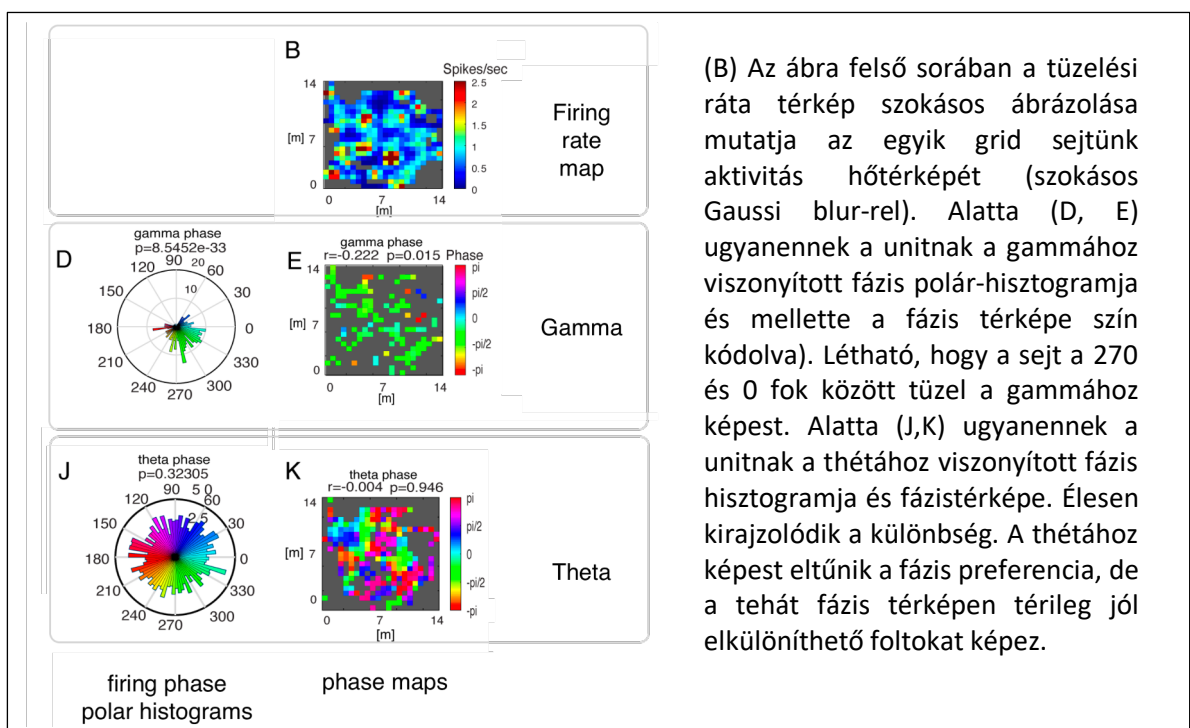 B
Spikes/sec
14
[m] 7
0
0 7 14
[m]
2.5
2
1.5
1
0.5
0
Firing
rate
map
D
gamma phase
p=8.5452e-33
90
20
120
60
10
150
30
180
0
210
330
240
300
270
E
gamma phase
r=-0.222 p=0.015 Phase
14
[m] 7
0
0 7 14
[m]
pi
pi/2
0
-pi/2
-pi
Gamma
J
theta phase
p=0.32305
90
5 0
120
60
2.5
150
30
180
0
210
330
240
300
270
K
theta phase
r=-0.004 p=0.946
14
[m] 7
0
0 7 14
[m]
pi
pi/2
0
-pi/2
-pi
Theta
firing phase
polar histograms
phase maps
(B) Az ábra felső sorában a tüzelési
ráta térkép szokásos ábrázolása
mutatja az egyik grid sejtünk
aktivitás hőtérképét (szokásos
Gaussi blur-rel). Alatta (D, E)
ugyanennek a unitnak a gammához
viszonyított fázis polár-hisztogramja
és mellette a fázis térképe szín
kódolva). Létható, hogy a sejt a 270
és 0 fok között tüzel a gammához
képest. Alatta (J,K) ugyanennek a
unitnak a thétához viszonyított fázis
hisztogramja és fázistérképe. Élesen
kirajzolódik a különbség. A thétához
képest eltűnik a fázis preferencia, de
a tehát fázis térképen térileg jól
elkülöníthető foltokat képez.